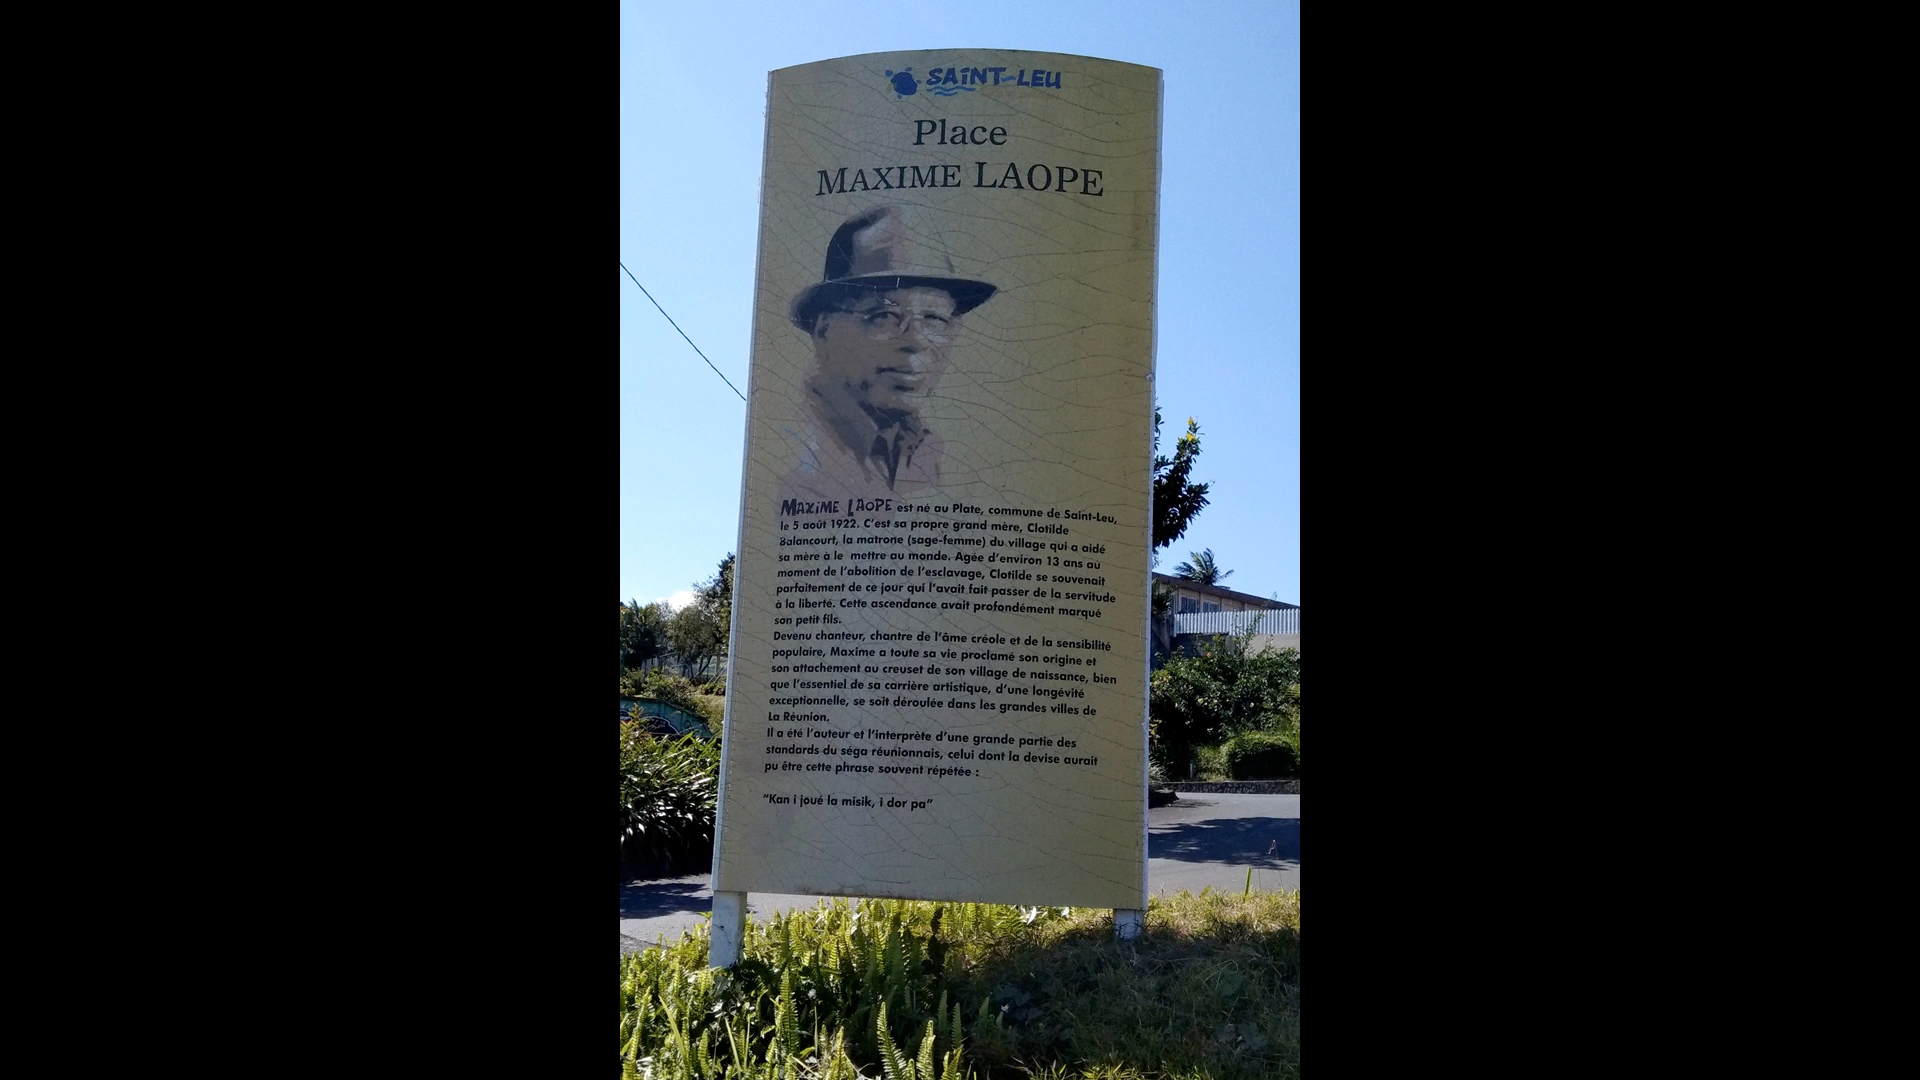 SAINT-LEU
Place
MAXIME LAOPE
MAXIME LAOPE est né au Plate, commune de Saint-Leu,
le 5 août 1922. C'est sa propre grand mère, Clotilde
Balancourt, la matrone (sage-femme) du village qui a aidé
sa mère à le mettre au monde. Agée d'environ 13 ans au
moment de l'abolition de l'esclavage, Clotilde se souvenait
parfaitement de ce jour qui l'avait fait passer de la servitude
à la liberté. Cette ascendance avait profondément marqué
son petit fils.
Devenu chanteur, chantre de l'âme créole et de la sensibilité
populaire, Maxime a toute sa vie proclamé son origine et
son attachement au creuset de son village de naissance, bien
que l'essentiel de sa carrière artistique, d'une longévité
exceptionnelle, se soit déroulée dans les grandes villes de
La Réunion.
Il a été l'auteur et l'interprète d'une grande partie des
standards du séga réunionnais, celui dont la devise aurait
pu être cette phrase souvent répétée :
"Kan i joué la misik, i dor pa"